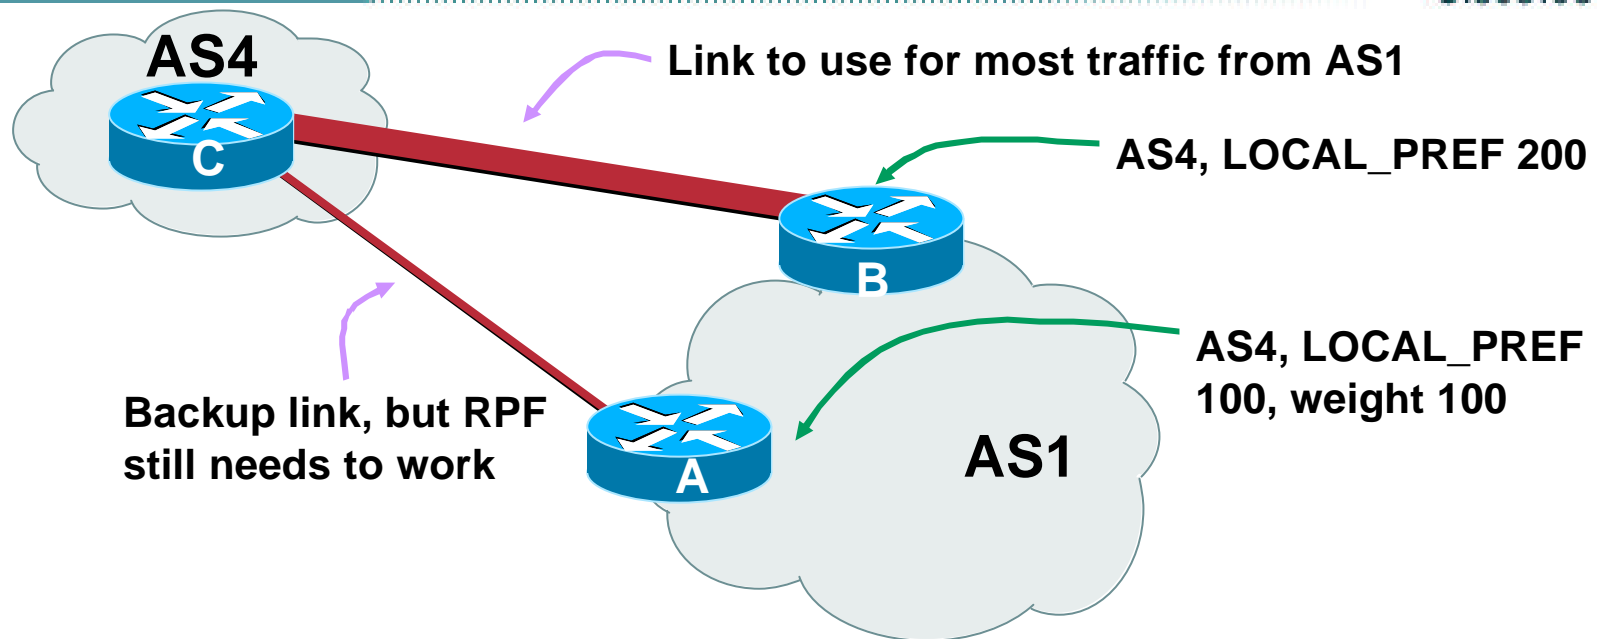 AS4
Link to use for most traffic from AS1
C
AS4, LOCAL_PREF 200
B
AS4, LOCAL_PREF
100, weight 100
Backup link, but RPF
still needs to work
A
AS1